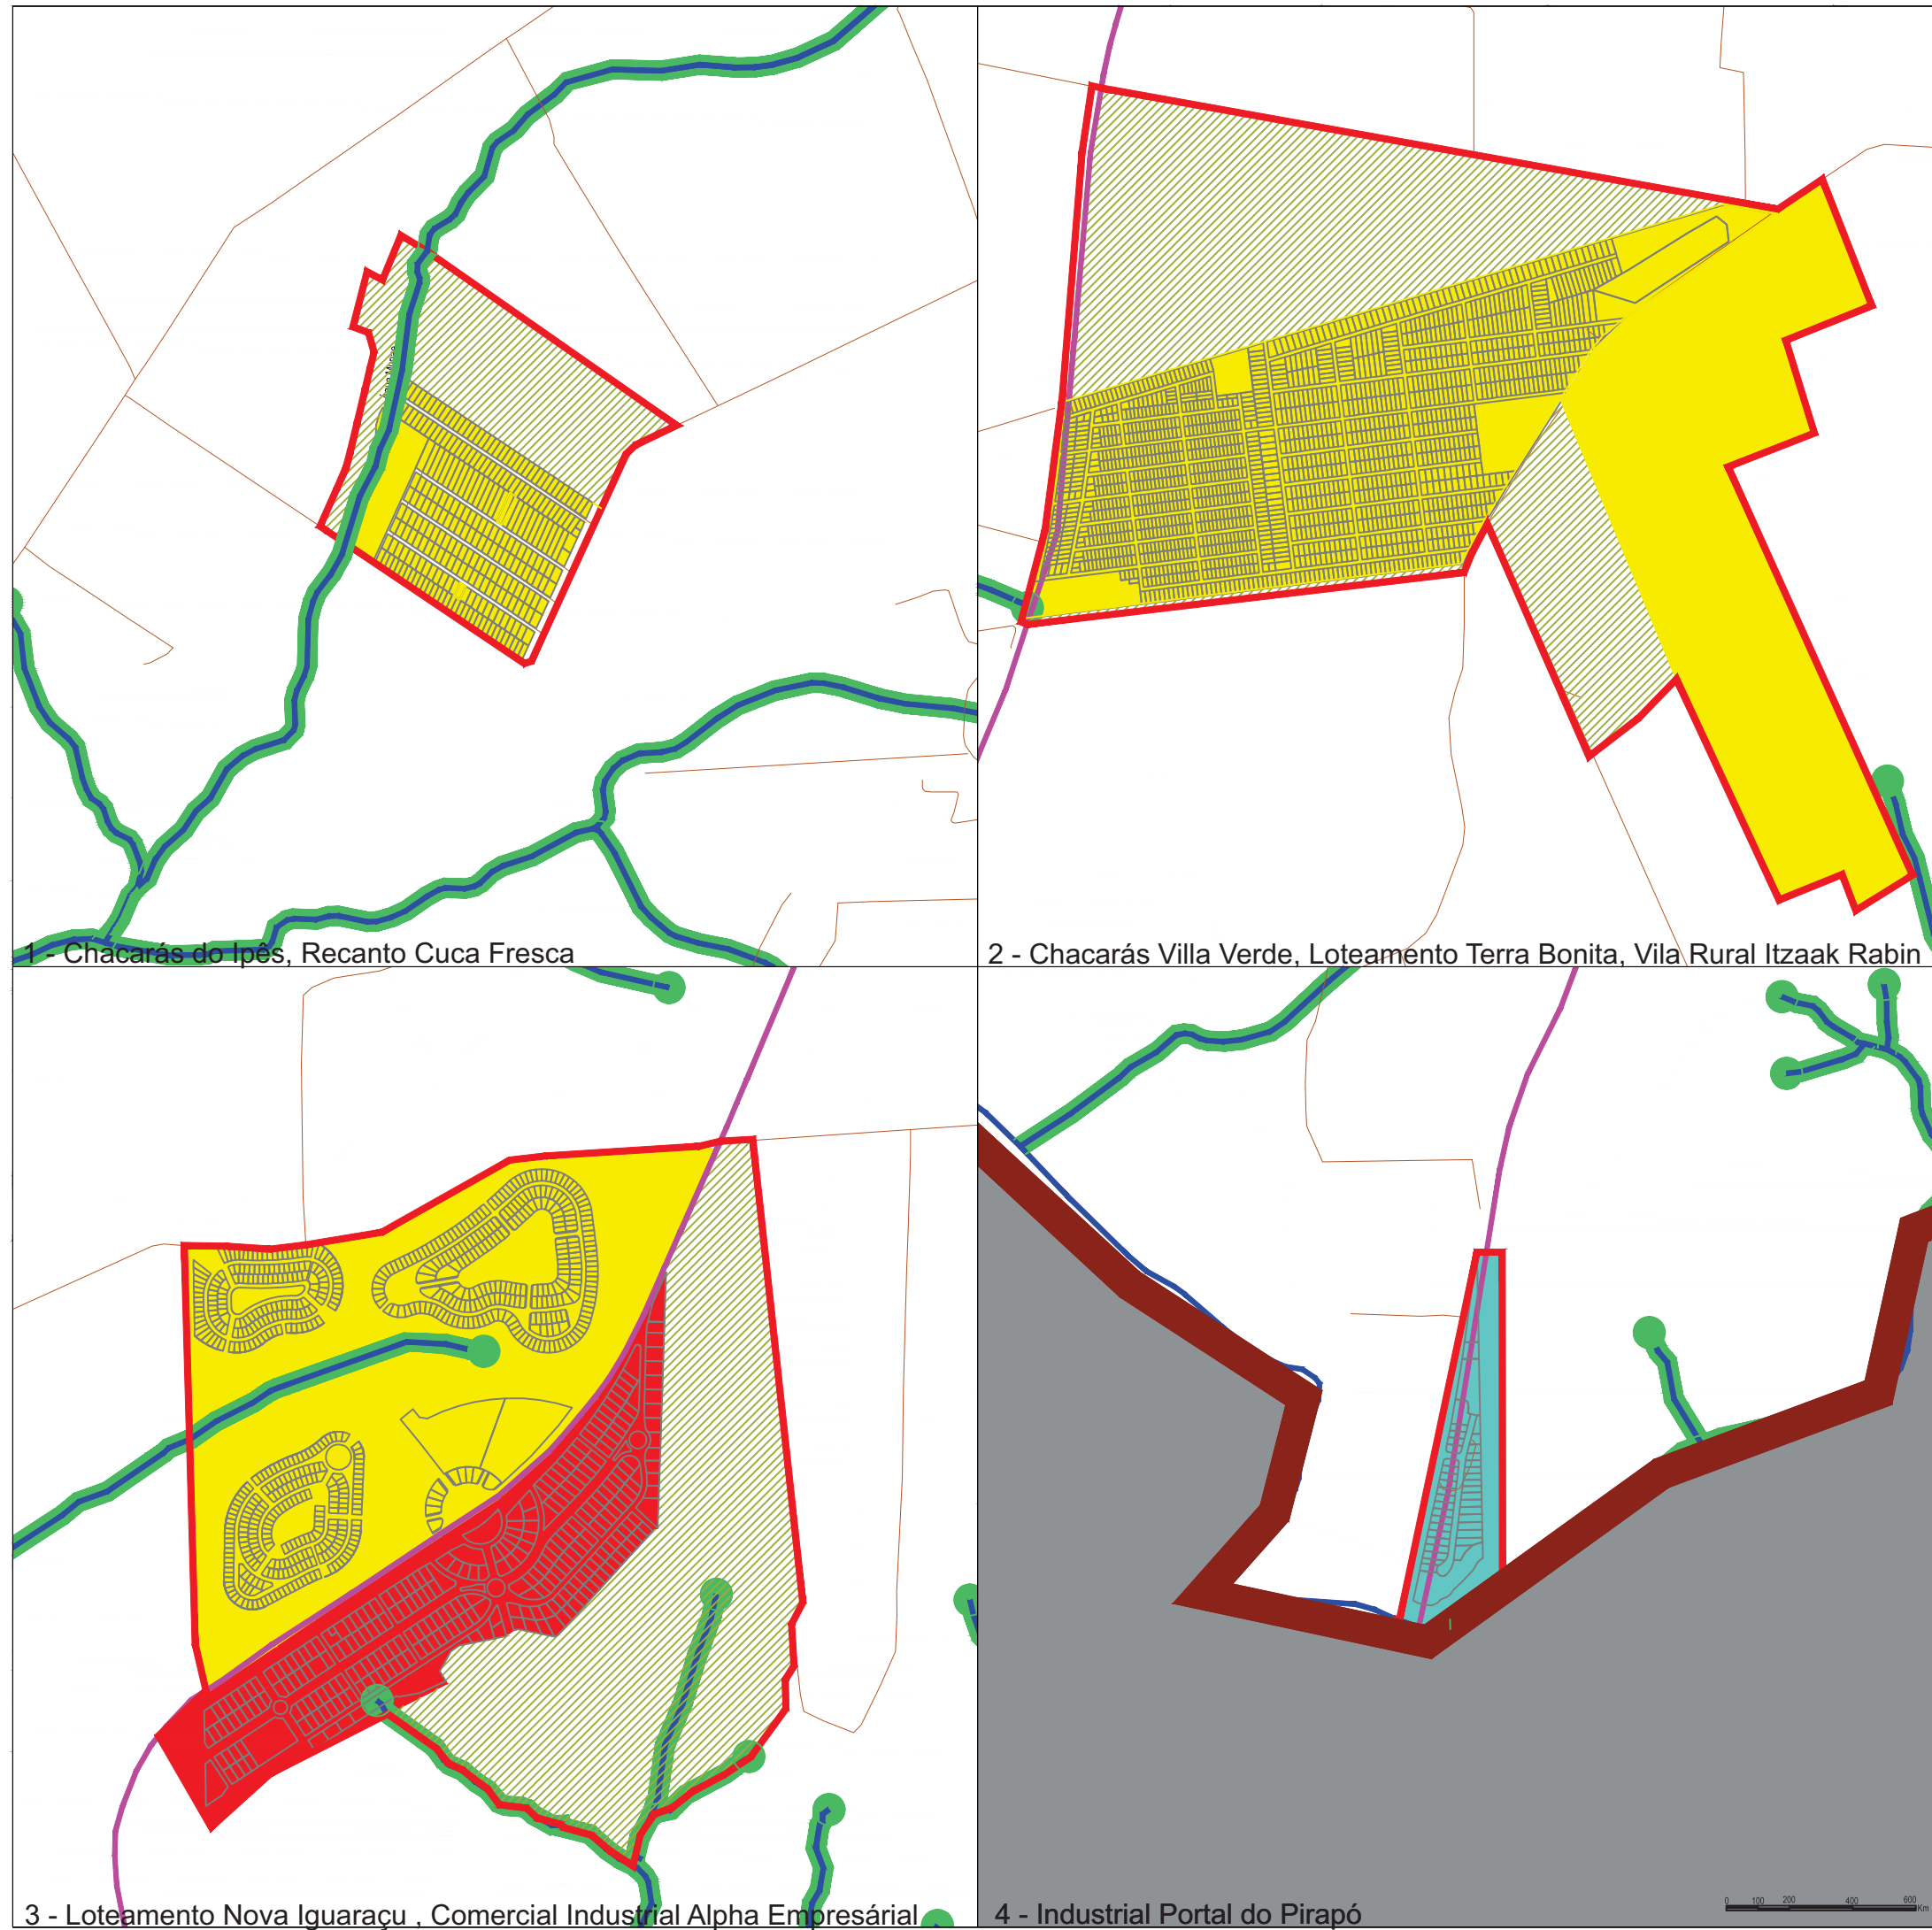 1 - Chacarás do Ipês, Recanto Cuca Fresca
2 - Chacarás Villa Verde, Loteamento Terra Bonita, Vila Rural Itzaak Rabin
3 - Loteamento Nova Iguaraçu , Comercial Industrial Alpha Empresárial
4 - Industrial Portal do Pirapó
0 100 200 400 600
Km